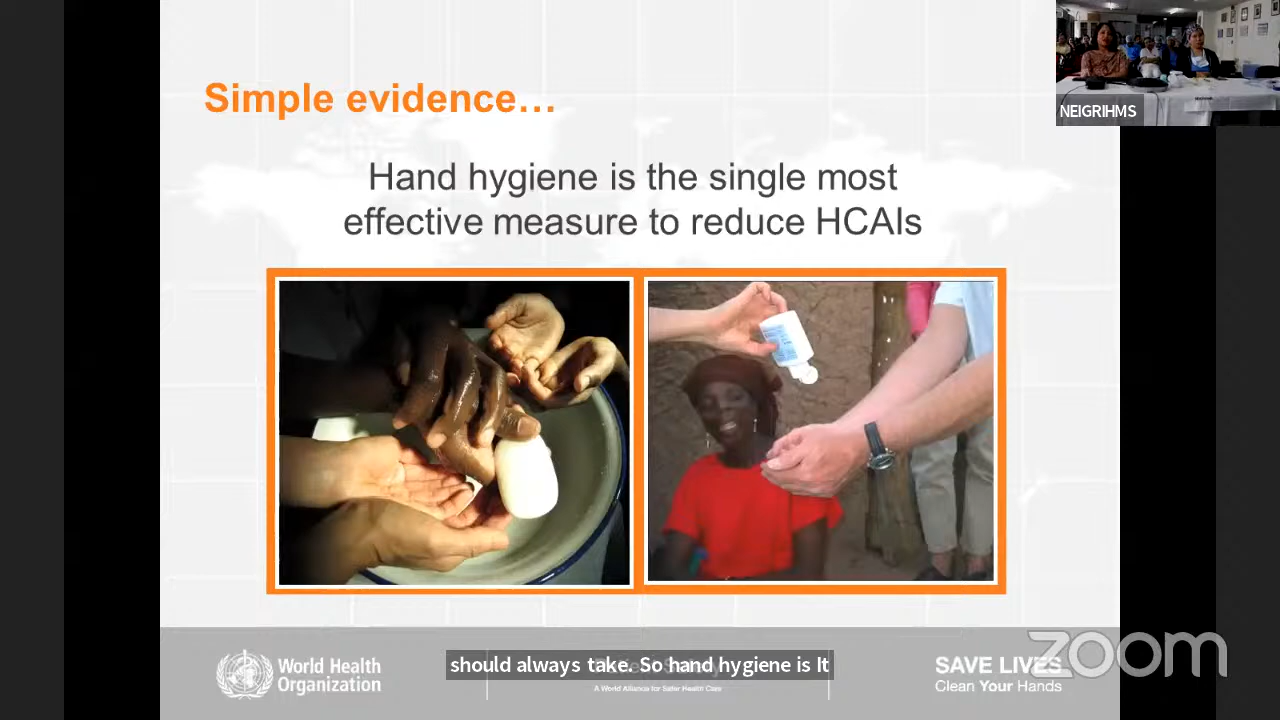 Simple evidence…
NEIGRIHMS
Hand hygiene is the single most
effective measure to reduce HCAIs
World Health
Organization
should always take. So hand hygiene is It
A World Alliance for Safer Health Care
SAVE LIVES
Clean Your Hands
zoom